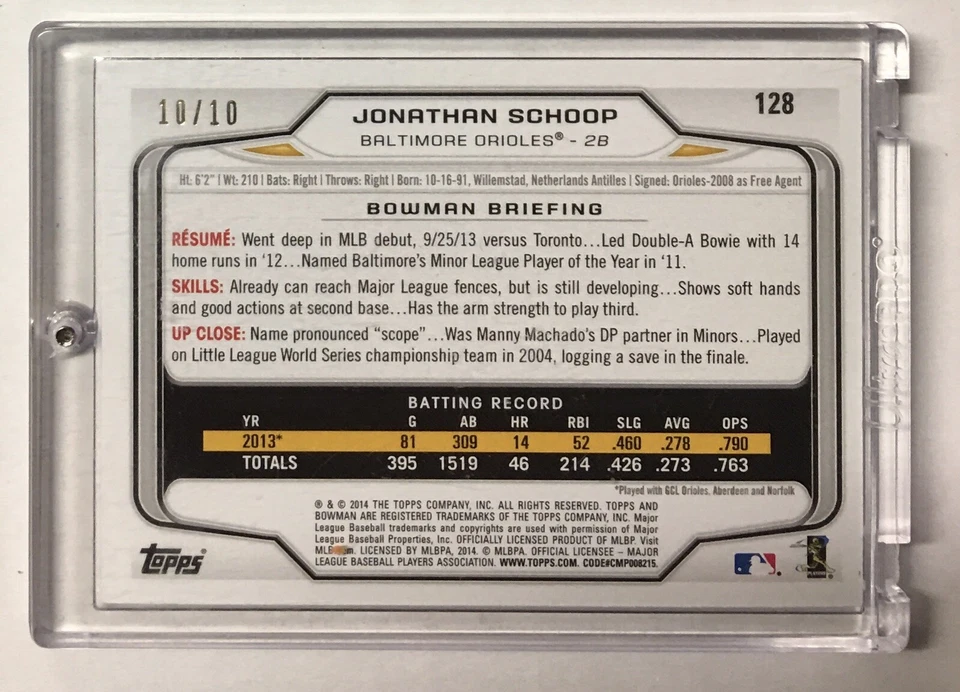 10/10
JONATHAN SCHOOP
128
BALTIMORE ORIOLES® - 2B
Ht: 6'2" | Wt: 210 | Bats: Right | Throws: Right | Born: 10-16-91, Willemstad, Netherlands Antilles | Signed: Orioles-2008 as Free Agent
BOWMAN BRIEFING
RÉSUMÉ: Went deep in MLB debut, 9/25/13 versus Toronto...Led Double-A Bowie with 14
home runs in '12...Named Baltimore's Minor League Player of the Year in '11.
SKILLS: Already can reach Major League fences, but is still developing...Shows soft hands
and good actions at second base...Has the arm strength to play third.
UP CLOSE: Name pronounced "scope"...Was Manny Machado's DP partner in Minors...Played
on Little League World Series championship team in 2004, logging a save in the finale.
BATTING RECORD
YR G AB HR RBI SLG AVG OPS
2013* 81 309 14 52 .460 .278 .790
TOTALS 395 1519 46 214 .426 .273 .763
*Played with GCL Orioles, Aberdeen and Norfolk
® & © 2014 THE TOPPS COMPANY, INC. ALL RIGHTS RESERVED. TOPPS AND
BOWMAN ARE REGISTERED TRADEMARKS OF THE TOPPS COMPANY, INC. Major
League Baseball trademarks and copyrights are used with permission of Major
League Baseball Properties, Inc. OFFICIALLY LICENSED PRODUCT OF MLBP. Visit
LICENSED BY MLBPA, 2014. © MLBPA. OFFICIAL LICENSEE - MAJOR
LEAGUE BASEBALL PLAYERS ASSOCIATION. WWW.TOPPS.COM. CODE#CMP008215.
topps